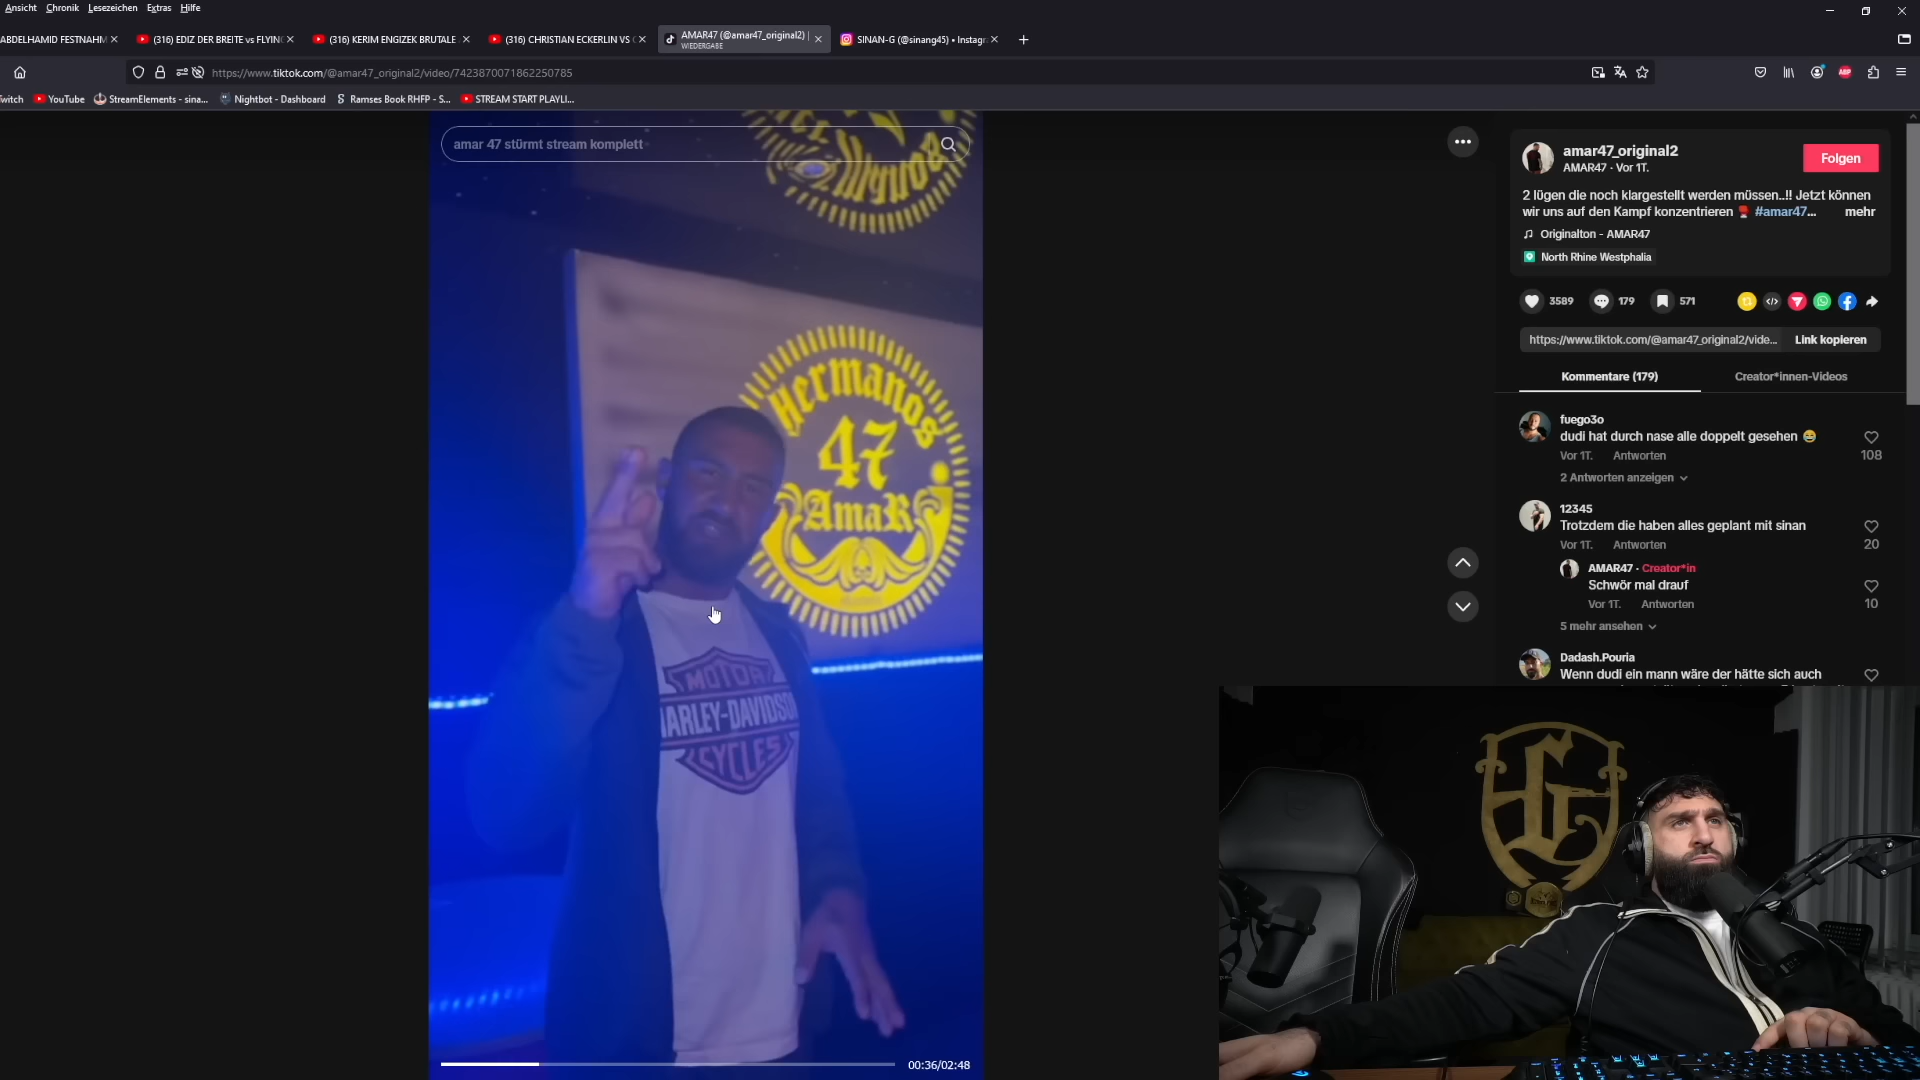 Ansicht Chronik Lesezeichen Extras Hilfe
ABDELHAMID FESTNAHM
(316) EDIZ DER BREITE vs FLYIN
(316) KERIM ENGIZEK BRUTALE
(316) CHRISTIAN ECKERLIN VS
AMAR47 (@amar47_original2) |
WIEDERGABE
SINAN-G (@sinang45) • Instagr
https://www.tiktok.com/@amar47_original2/video/7423870071862250785
witch YouTube StreamElements - sina... Nightbot - Dashboard Ramses Book RHFP - S... STREAM START PLAYLI...
amar 47 stürmt stream komplett
Hermanos
47
AmaR
MOTOR
HARLEY-DAVIDSON
CYCLES
00:36/02:48
amar47_original2
AMAR47 · Vor 1T.
Folgen
2 lügen die noch klargestellt werden müssen..!! Jetzt können
wir uns auf den Kampf konzentrieren 🥊 #amar47... mehr
Originalton - AMAR47
North Rhine Westphalia
3589 179 571
https://www.tiktok.com/@amar47_original2/vide... Link kopieren
Kommentare (179) Creator*innen-Videos
fuego3o
dudi hat durch nase alle doppelt gesehen 😂
Vor 1T. Antworten 108
2 Antworten anzeigen
12345
Trotzdem die haben alles geplant mit sinan
Vor 1T. Antworten 20
AMAR47 · Creator*in
Schwör mal drauf
Vor 1T. Antworten 10
5 mehr ansehen
Dadash.Pouria
Wenn dudi ein mann wäre der hätte sich auch